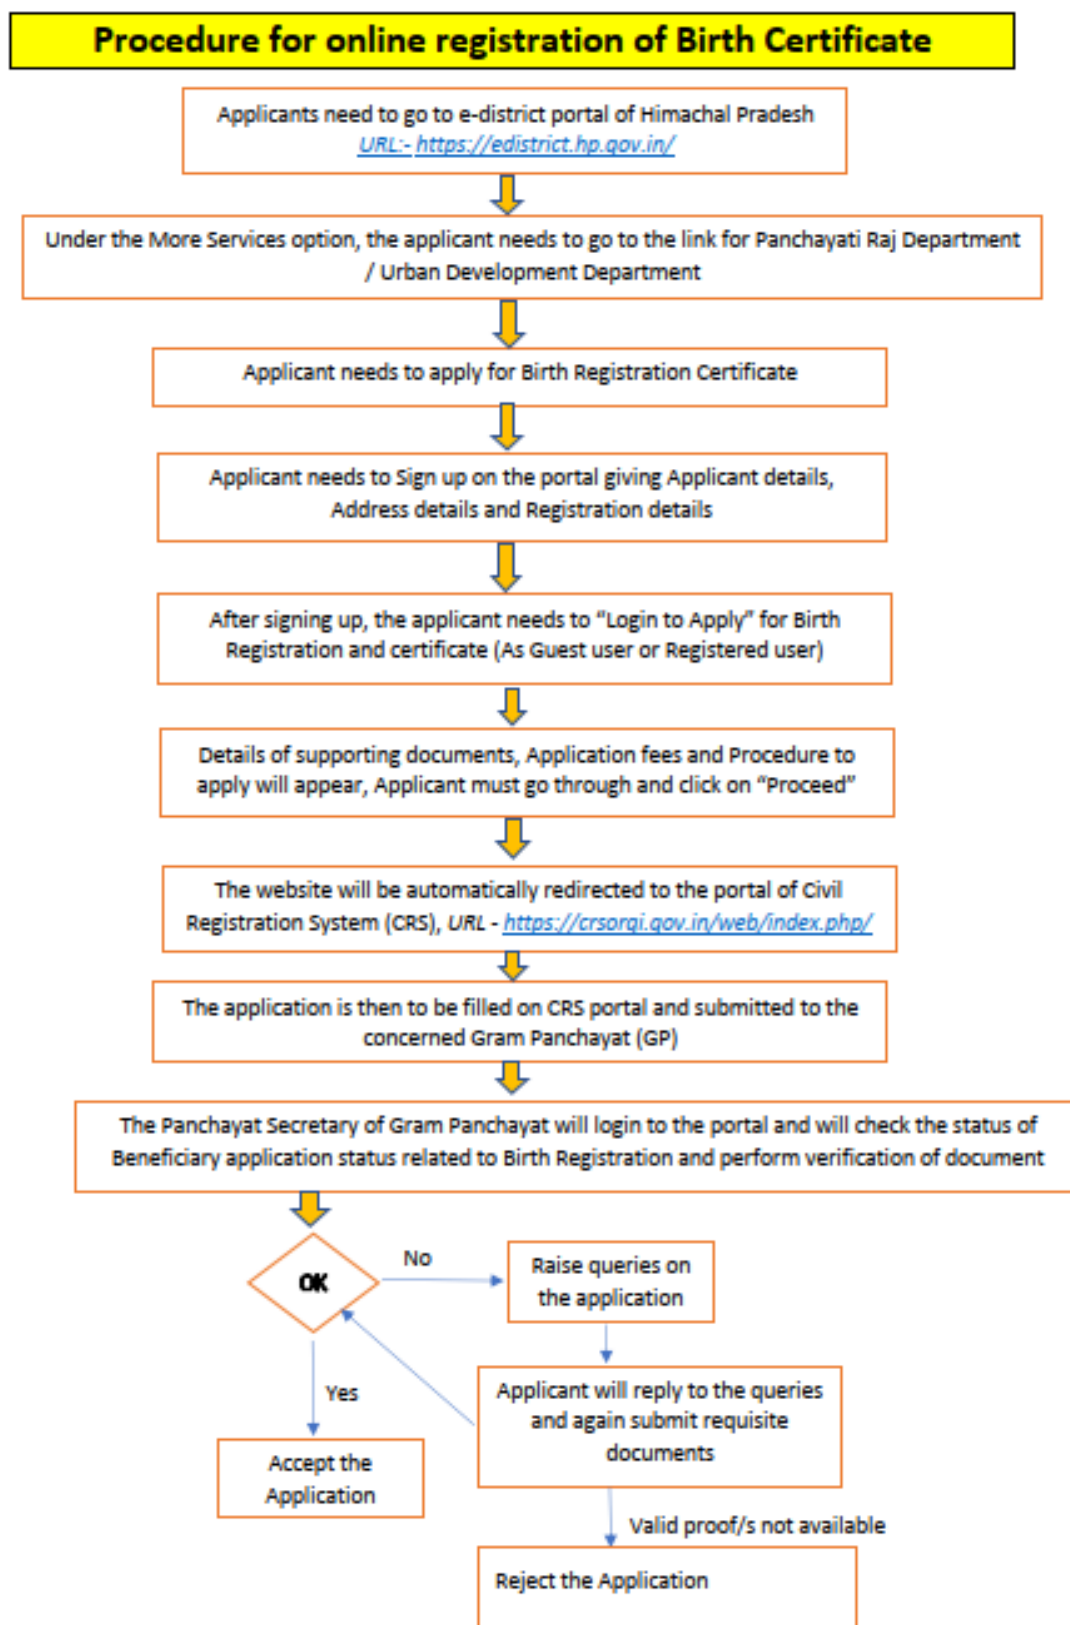 Procedure for online registration of Birth Certificate
Applicants need to go to e-district portal of Himachal Pradesh
URL:- https://edistrict.hp.gov.in/
Under the More Services option, the applicant needs to go to the link for Panchayati Raj Department
/ Urban Development Department
Applicant needs to apply for Birth Registration Certificate
Applicant needs to Sign up on the portal giving Applicant details,
Address details and Registration details
After signing up, the applicant needs to “Login to Apply” for Birth
Registration and certificate (As Guest user or Registered user)
Details of supporting documents, Application fees and Procedure to
apply will appear, Applicant must go through and click on “Proceed”
The website will be automatically redirected to the portal of Civil
Registration System (CRS), URL - https://crsorgi.gov.in/web/index.php/
The application is then to be filled on CRS portal and submitted to the
concerned Gram Panchayat (GP)
The Panchayat Secretary of Gram Panchayat will login to the portal and will check the status of
Beneficiary application status related to Birth Registration and perform verification of document
OK
No
Raise queries on
the application
Yes
Applicant will reply to the queries
and again submit requisite
documents
Accept the
Application
Valid proof/s not available
Reject the Application